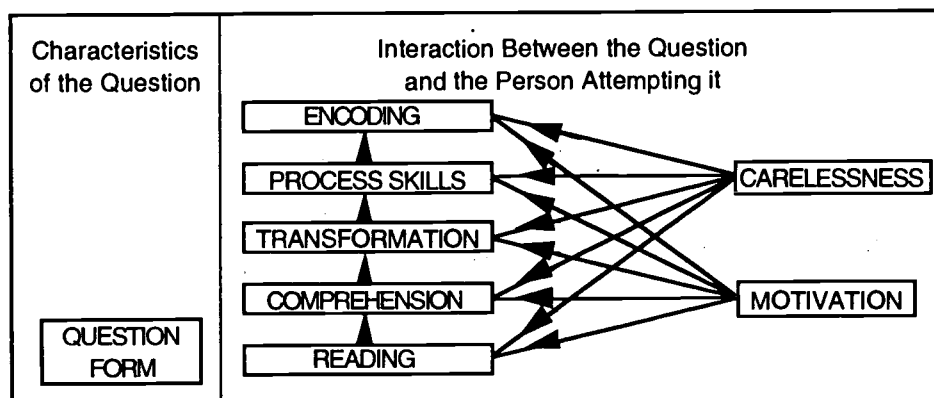 Characteristics
of the Question
Interaction Between the Question
and the Person Attempting it
ENCODING
PROCESS SKILLS
TRANSFORMATION
COMPREHENSION
READING
CARELESSNESS
MOTIVATION
QUESTION
FORM